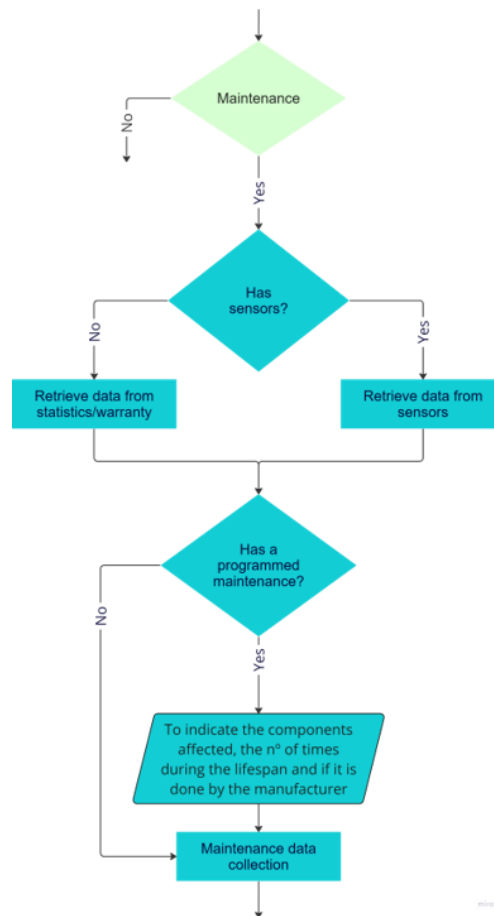 Maintenance
No
Yes
Has
sensors?
No
Yes
Retrieve data from
statistics/warranty
Retrieve data from
sensors
Has a
programmed
maintenance?
No
Yes
To indicate the components
affected, the nº of times
during the lifespan and if it is
done by the manufacturer
Maintenance data
collection
miro